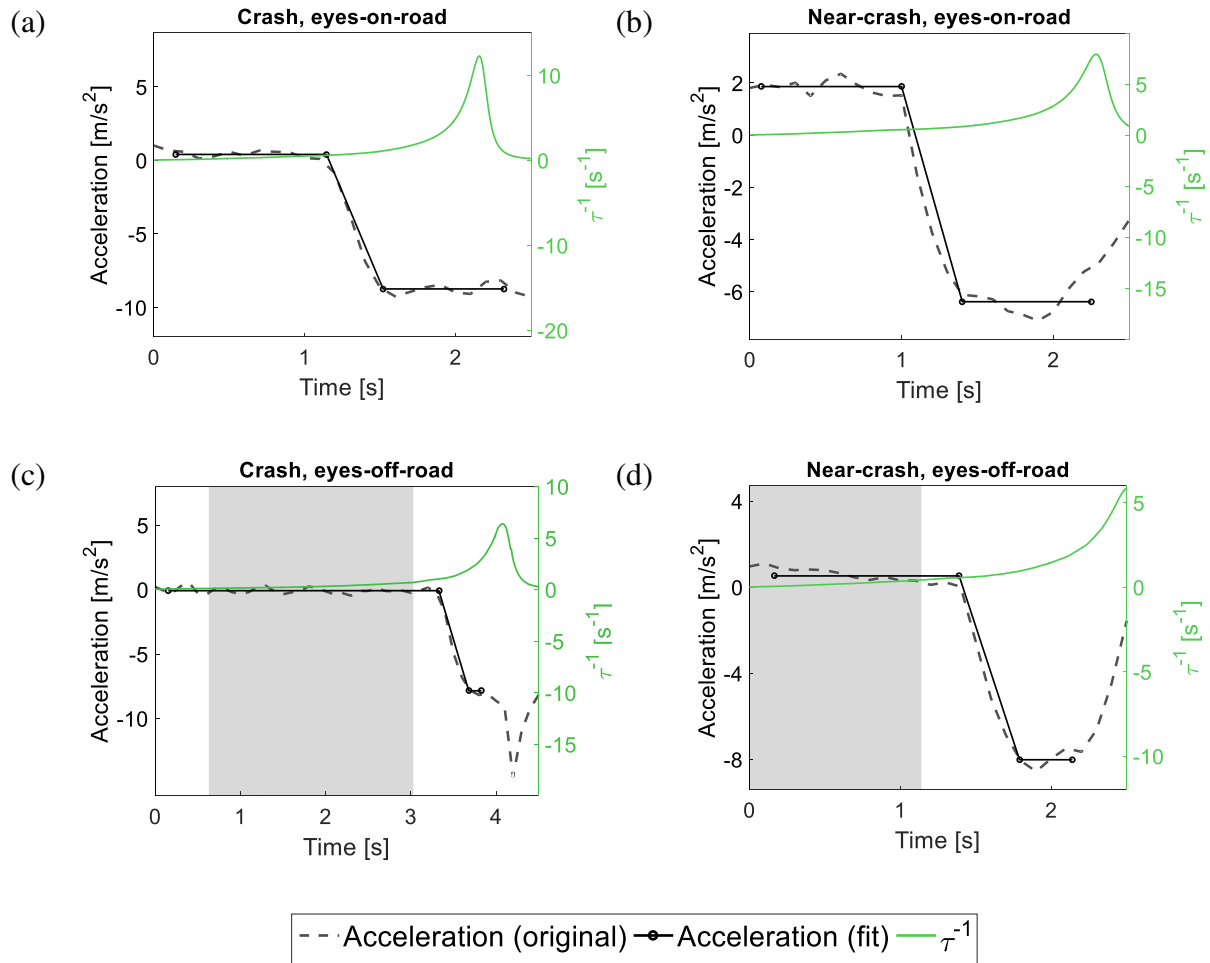 (a)
Crash, eyes-on-road
Acceleration [m/s²]
5
0
-5
-10
10
0
-10
-20
τ⁻¹ [s⁻¹]
0 1 2
Time [s]
(b)
Near-crash, eyes-on-road
Acceleration [m/s²]
2
0
-2
-4
-6
5
0
-5
-10
-15
τ⁻¹ [s⁻¹]
0 1 2
Time [s]
(c)
Crash, eyes-off-road
Acceleration [m/s²]
5
0
-5
-10
10
5
0
-5
-10
-15
τ⁻¹ [s⁻¹]
0 1 2 3 4
Time [s]
(d)
Near-crash, eyes-off-road
Acceleration [m/s²]
4
0
-4
-8
5
0
-5
-10
τ⁻¹ [s⁻¹]
0 1 2
Time [s]
Acceleration (original) Acceleration (fit) τ⁻¹